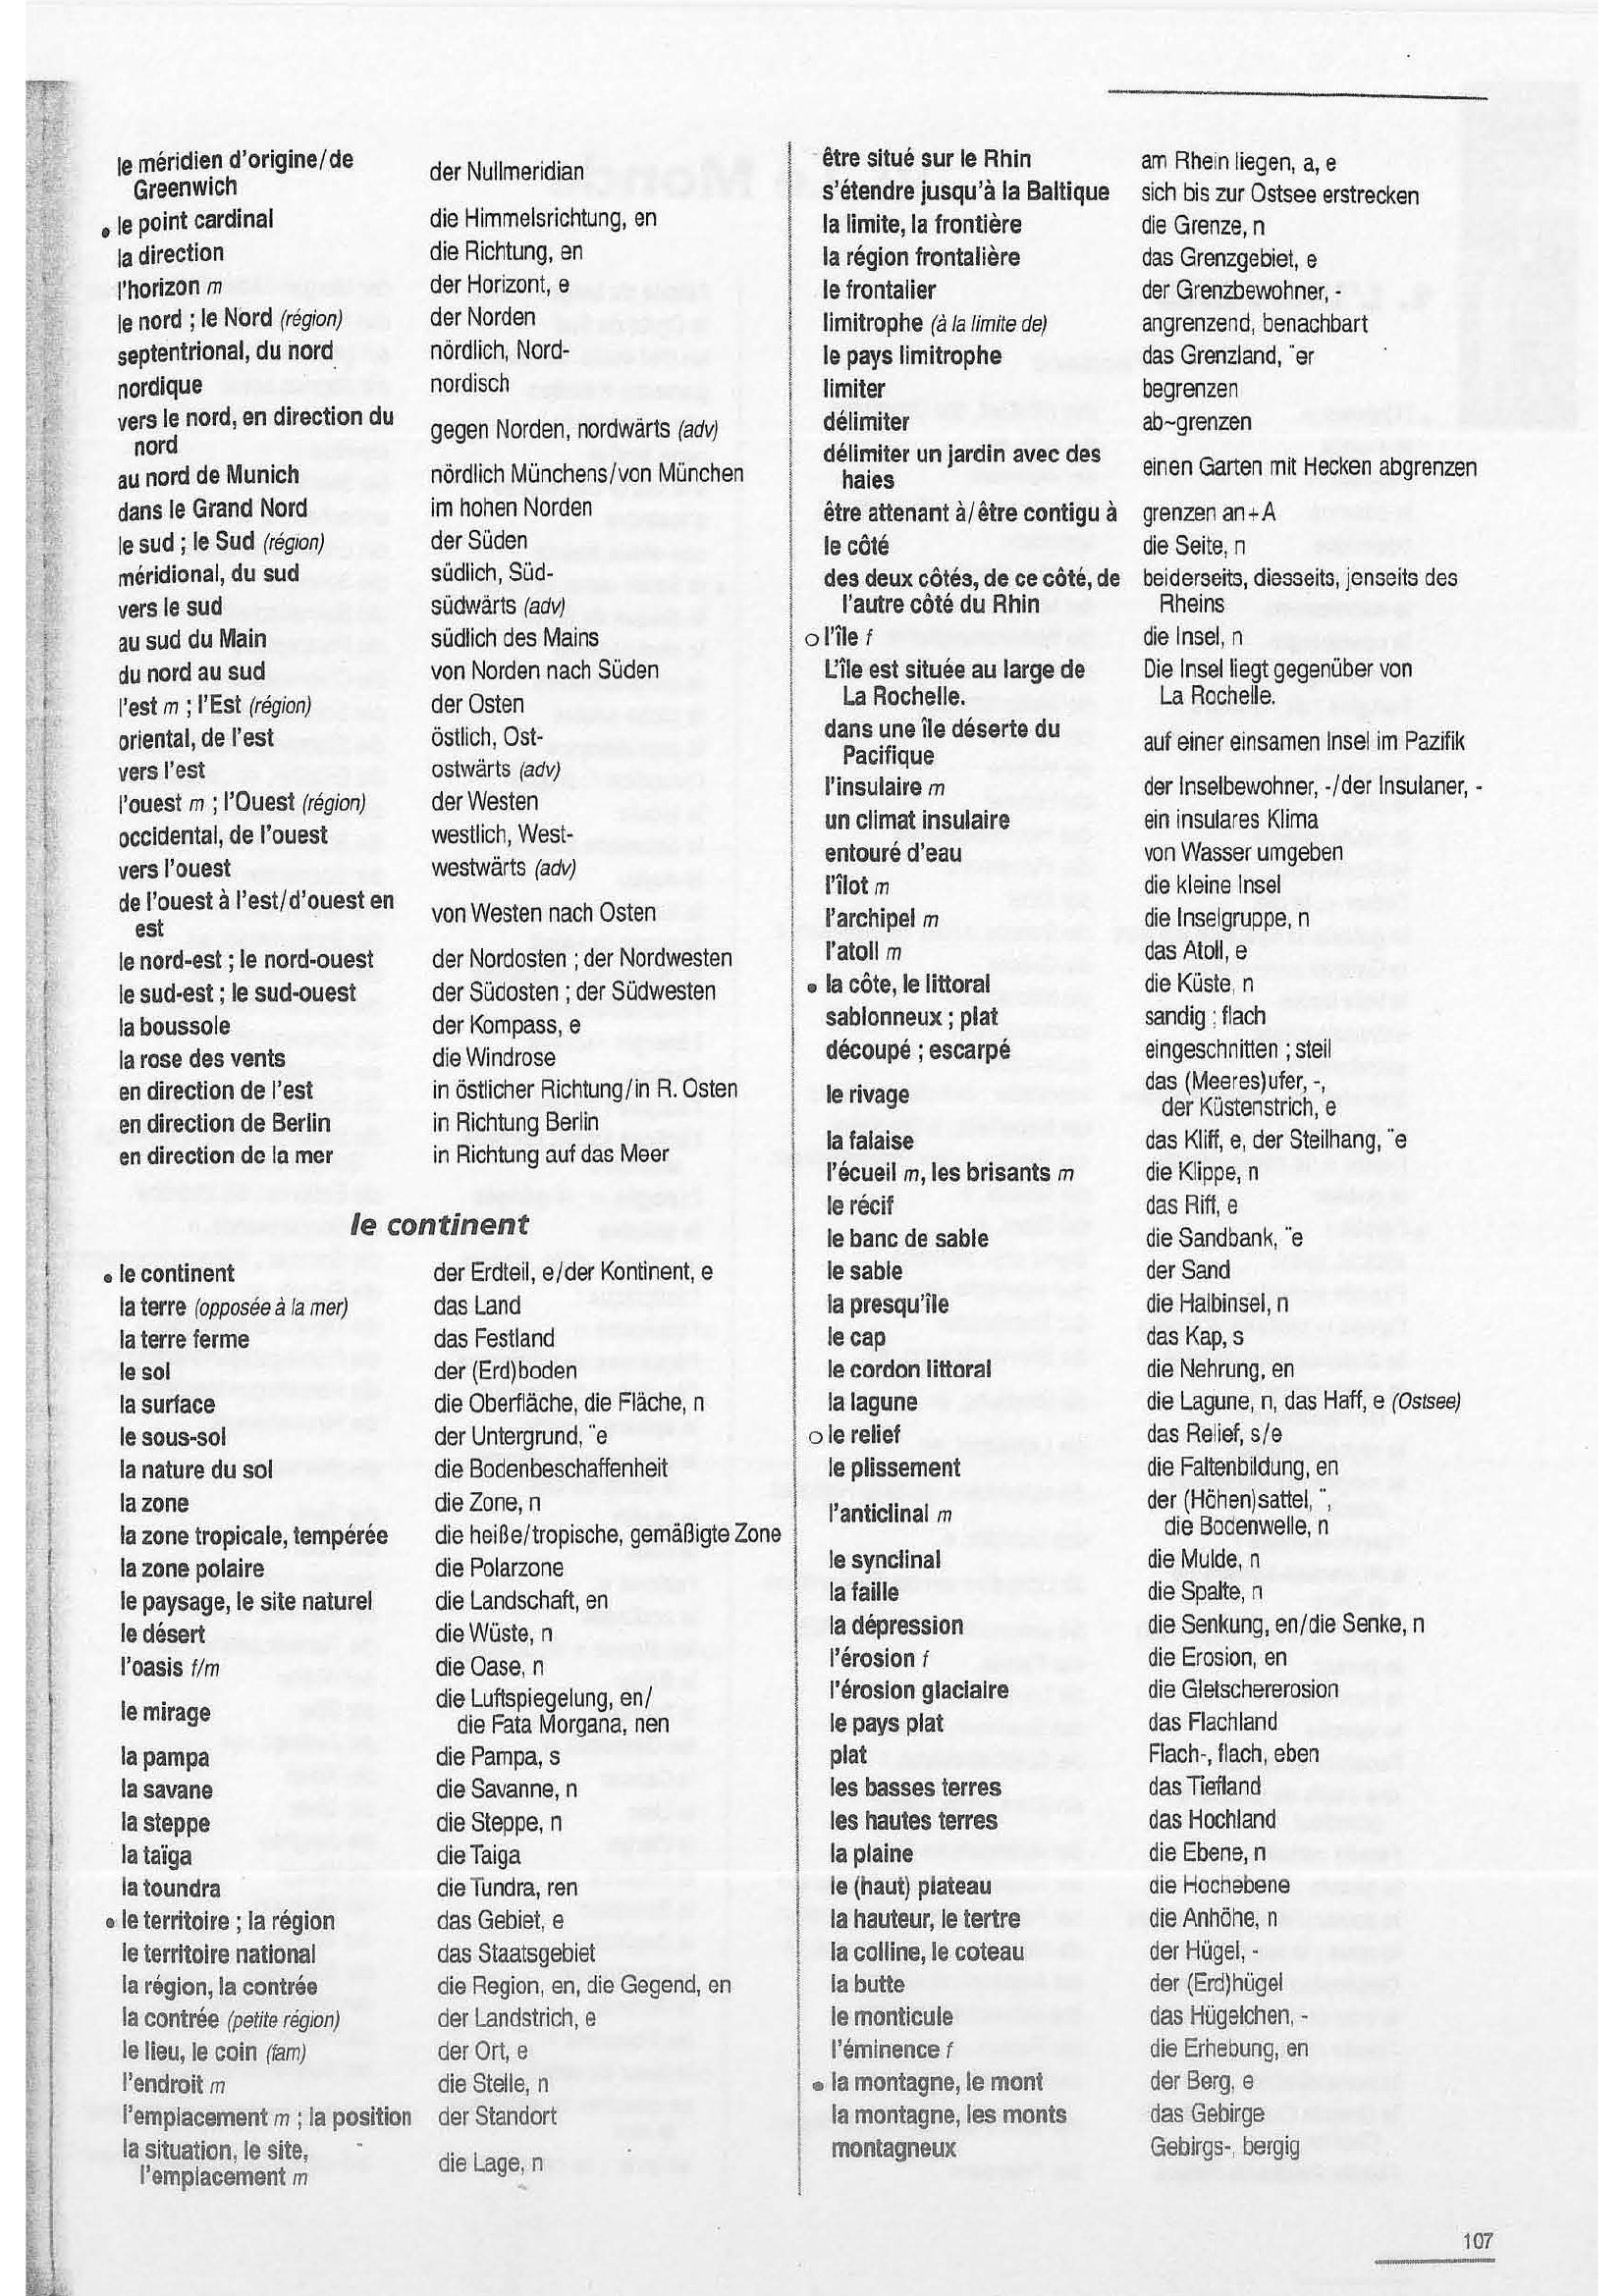 le méridien d'origine/de
Greenwich
der Nullmeridian
• le point cardinal die Himmelsrichtung, en
la direction die Richtung, en
l'horizon m der Horizont, e
le nord ; le Nord (région) der Norden
septentrional, du nord nördlich, Nord-
nordique nordisch
vers le nord, en direction du
nord
gegen Norden, nordwärts (adv)
au nord de Munich nördlich Münchens/von München
dans le Grand Nord im hohen Norden
le sud ; le Sud (région) der Süden
méridional, du sud südlich, Süd-
vers le sud südwärts (adv)
au sud du Main südlich des Mains
du nord au sud von Norden nach Süden
l'est m ; l'Est (région) der Osten
oriental, de l'est östlich, Ost-
vers l'est ostwärts (adv)
l'ouest m ; l'Ouest (région) der Westen
occidental, de l'ouest westlich, West-
vers l'ouest westwärts (adv)
de l'ouest à l'est/d'ouest en
est
von Westen nach Osten
le nord-est ; le nord-ouest der Nordosten ; der Nordwesten
le sud-est ; le sud-ouest der Südosten ; der Südwesten
la boussole der Kompass, e
la rose des vents die Windrose
en direction de l'est in östlicher Richtung/in R. Osten
en direction de Berlin in Richtung Berlin
en direction de la mer in Richtung auf das Meer
le continent
• le continent der Erdteil, e/der Kontinent, e
la terre (opposée à la mer) das Land
la terre ferme das Festland
le sol der (Erd)boden
la surface die Oberfläche, die Fläche, n
le sous-sol der Untergrund, ¨e
la nature du sol die Bodenbeschaffenheit
la zone die Zone, n
la zone tropicale, tempérée die heiße/tropische, gemäßigte Zone
la zone polaire die Polarzone
le paysage, le site naturel die Landschaft, en
le désert die Wüste, n
l'oasis f/m die Oase, n
le mirage
die Luftspiegelung, en/
die Fata Morgana, nen
la pampa die Pampa, s
la savane die Savanne, n
la steppe die Steppe, n
la taïga die Taiga
la toundra die Tundra, ren
• le territoire ; la région das Gebiet, e
le territoire national das Staatsgebiet
la région, la contrée die Region, en, die Gegend, en
la contrée (petite région) der Landstrich, e
le lieu, le coin (fam) der Ort, e
l'endroit m die Stelle, n
l'emplacement m ; la position der Standort
la situation, le site,
l'emplacement m
die Lage, n
être situé sur le Rhin am Rhein liegen, a, e
s'étendre jusqu'à la Baltique sich bis zur Ostsee erstrecken
la limite, la frontière die Grenze, n
la région frontalière das Grenzgebiet, e
le frontalier der Grenzbewohner, -
limitrophe (à la limite de) angrenzend, benachbart
le pays limitrophe das Grenzland, ¨er
limiter begrenzen
délimiter ab~grenzen
délimiter un jardin avec des
haies
einen Garten mit Hecken abgrenzen
être attenant à/être contigu à grenzen an+A
le côté die Seite, n
des deux côtés, de ce côté, de beiderseits, diesseits, jenseits des
l'autre côté du Rhin Rheins
o l'île f die Insel, n
L'île est située au large de Die Insel liegt gegenüber von
La Rochelle. La Rochelle.
dans une île déserte du
Pacifique
auf einer einsamen Insel im Pazifik
l'insulaire m der Inselbewohner, -/der Insulaner, -
un climat insulaire ein insulares Klima
entouré d'eau von Wasser umgeben
l'îlot m die kleine Insel
l'archipel m die Inselgruppe, n
l'atoll m das Atoll, e
• la côte, le littoral die Küste, n
sablonneux ; plat sandig ; flach
découpé ; escarpé eingeschnitten ; steil
le rivage
das (Meeres)ufer, -,
der Küstenstrich, e
la falaise das Kliff, e, der Steilhang, ¨e
l'écueil m, les brisants m die Klippe, n
le récif das Riff, e
le banc de sable die Sandbank, ¨e
le sable der Sand
la presqu'île die Halbinsel, n
le cap das Kap, s
le cordon littoral die Nehrung, en
la lagune die Lagune, n, das Haff, e (Ostsee)
o le relief das Relief, s/e
le plissement die Faltenbildung, en
l'anticlinal m
der (Höhen)sattel, ¨,
die Bodenwelle, n
le synclinal die Mulde, n
la faille die Spalte, n
la dépression die Senkung, en/die Senke, n
l'érosion f die Erosion, en
l'érosion glaciaire die Gletschererosion
le pays plat das Flachland
plat Flach-, flach, eben
les basses terres das Tiefland
les hautes terres das Hochland
la plaine die Ebene, n
le (haut) plateau die Hochebene
la hauteur, le tertre die Anhöhe, n
la colline, le coteau der Hügel, -
la butte der (Erd)hügel
le monticule das Hügelchen, -
l'éminence f die Erhebung, en
• la montagne, le mont der Berg, e
la montagne, les monts das Gebirge
montagneux Gebirgs-, bergig
107